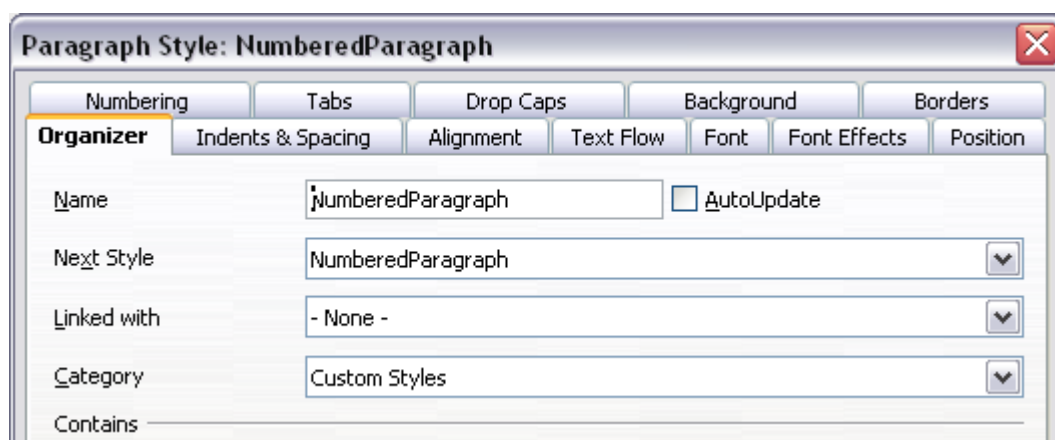 Paragraph Style: NumberedParagraph
Numbering Tabs Drop Caps Background Borders
Organizer Indents & Spacing Alignment Text Flow Font Font Effects Position
Name NumberedParagraph AutoUpdate
Next Style NumberedParagraph
Linked with - None -
Category Custom Styles
Contains